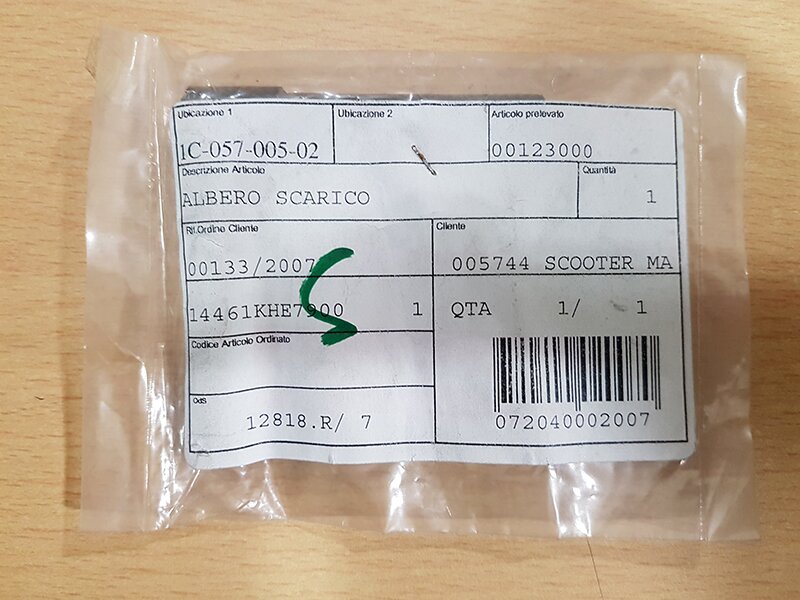 Ubicazione 1
Ubicazione 2
Articolo prelevato
1C-057-005-02
00123000
Descrizione Articolo
Quantità
ALBERO SCARICO
1
Rif.Ordine Cliente
Cliente
00133/2007
005744 SCOOTER MA
14461KHE7900 1
QTA 1/ 1
Codice Articolo Ordinato
OdS
12818.R/ 7
072040002007